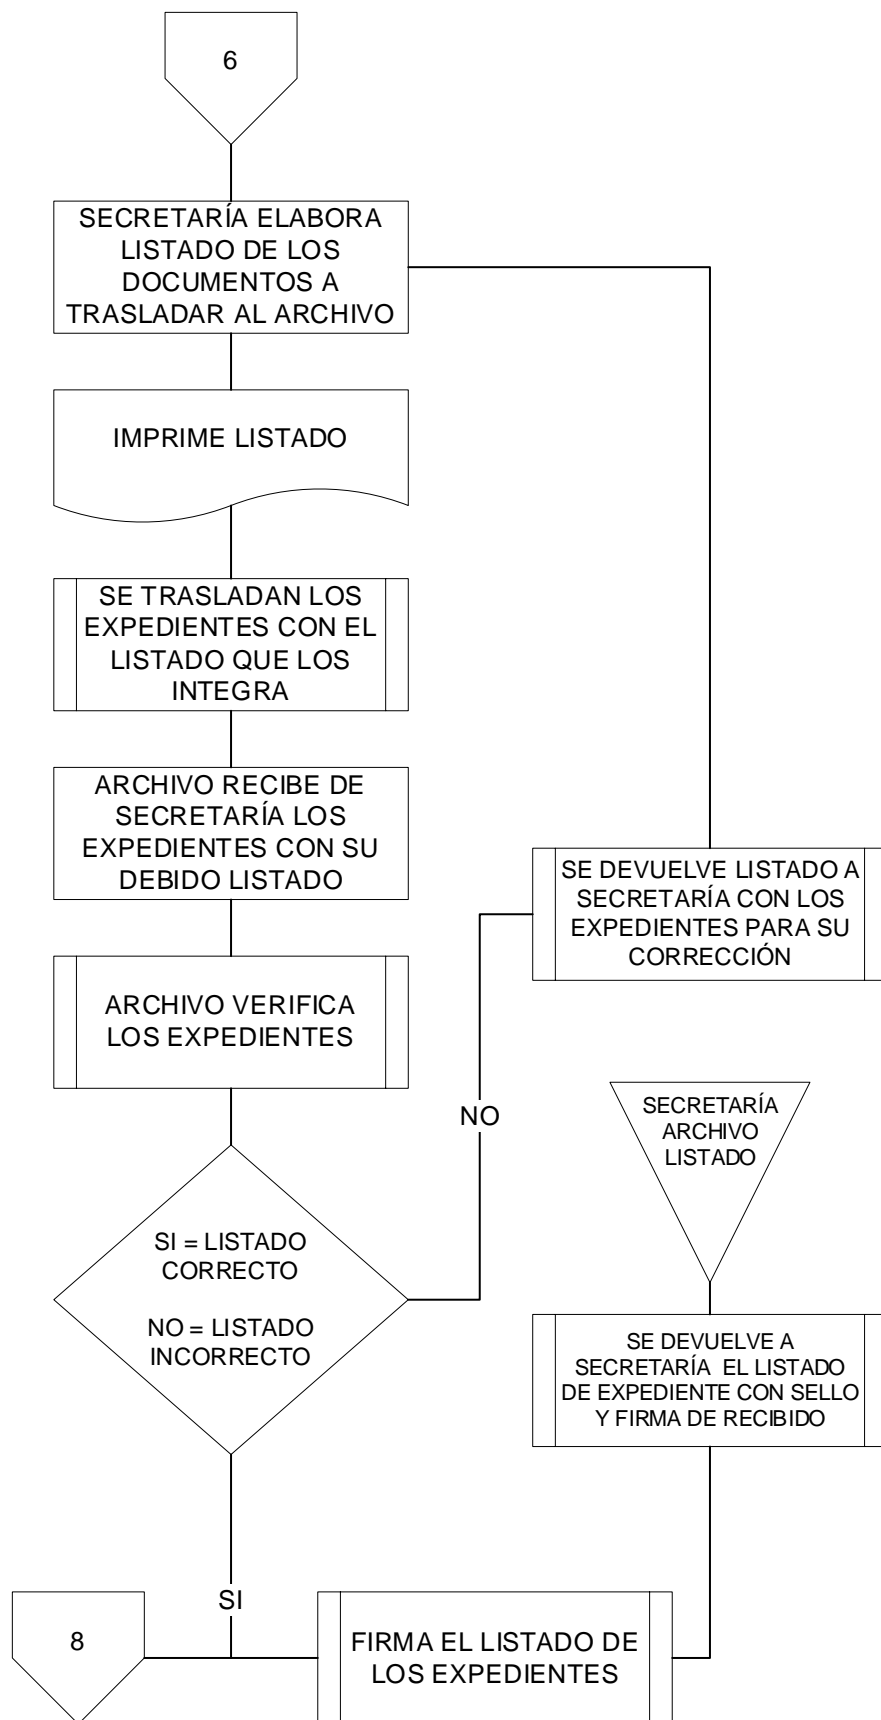 6
SECRETARÍA ELABORA
LISTADO DE LOS
DOCUMENTOS A
TRASLADAR AL ARCHIVO
IMPRIME LISTADO
SE TRASLADAN LOS
EXPEDIENTES CON EL
LISTADO QUE LOS
INTEGRA
ARCHIVO RECIBE DE
SECRETARÍA LOS
EXPEDIENTES CON SU
DEBIDO LISTADO
SE DEVUELVE LISTADO A
SECRETARÍA CON LOS
EXPEDIENTES PARA SU
CORRECCIÓN
ARCHIVO VERIFICA
LOS EXPEDIENTES
NO
SECRETARÍA
ARCHIVO
LISTADO
SI = LISTADO
CORRECTO
NO = LISTADO
INCORRECTO
SE DEVUELVE A
SECRETARÍA  EL LISTADO
DE EXPEDIENTE CON SELLO
Y FIRMA DE RECIBIDO
SI
8
FIRMA EL LISTADO DE
LOS EXPEDIENTES